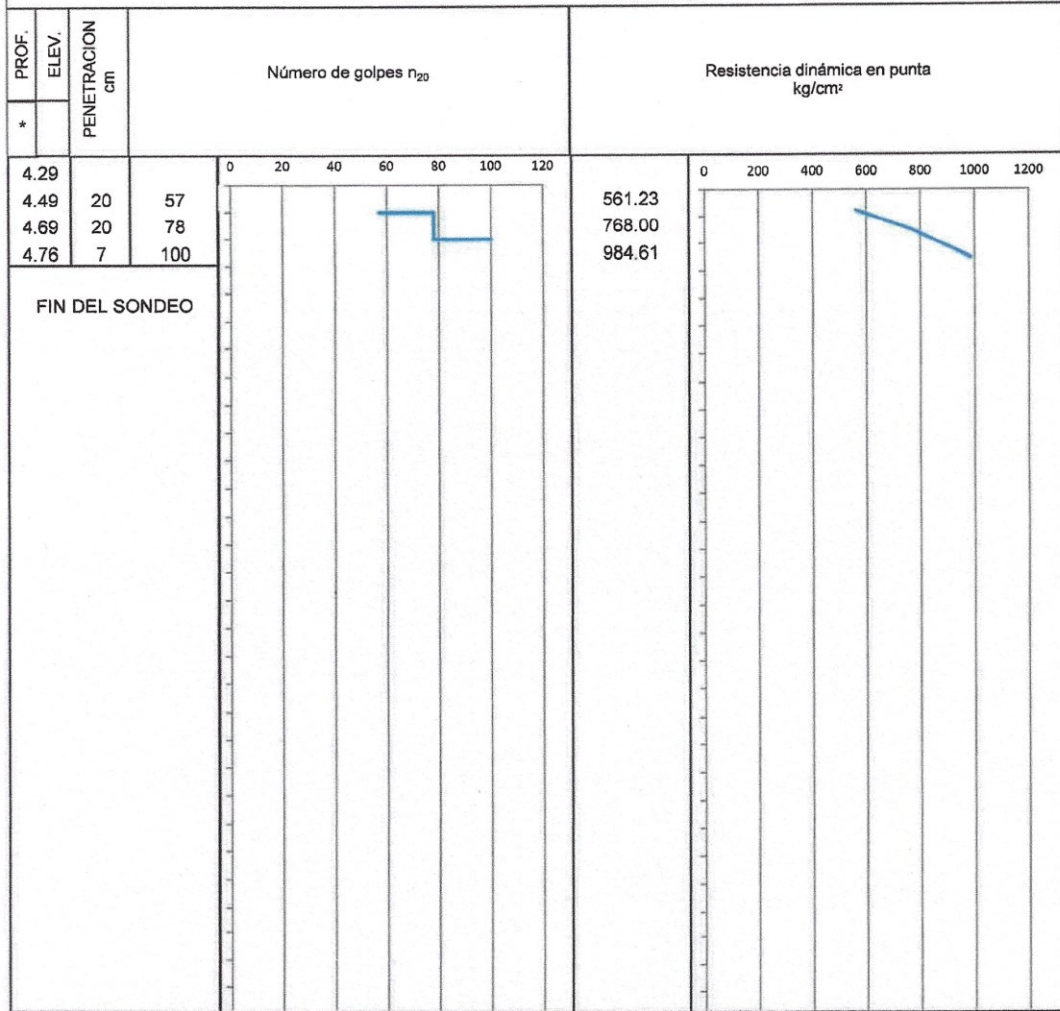 PROF.
ELEV.
PENETRACION
cm
Número de golpes n₂₀
Resistencia dinámica en punta
kg/cm²
*
0 20 40 60 80 100 120
0 200 400 600 800 1000 1200
4.29
4.49 20 57 561.23
4.69 20 78 768.00
4.76 7 100 984.61
FIN DEL SONDEO